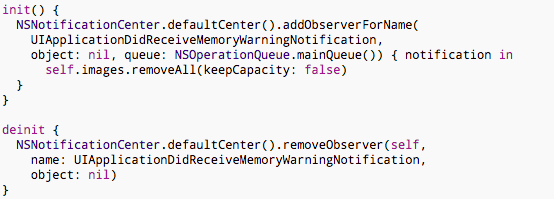 init() {
  NSNotificationCenter.defaultCenter().addObserverForName(
    UIApplicationDidReceiveMemoryWarningNotification,
    object: nil, queue: NSOperationQueue.mainQueue()) { notification in
      self.images.removeAll(keepCapacity: false)
  }
}

deinit {
  NSNotificationCenter.defaultCenter().removeObserver(self,
    name: UIApplicationDidReceiveMemoryWarningNotification,
    object: nil)
}